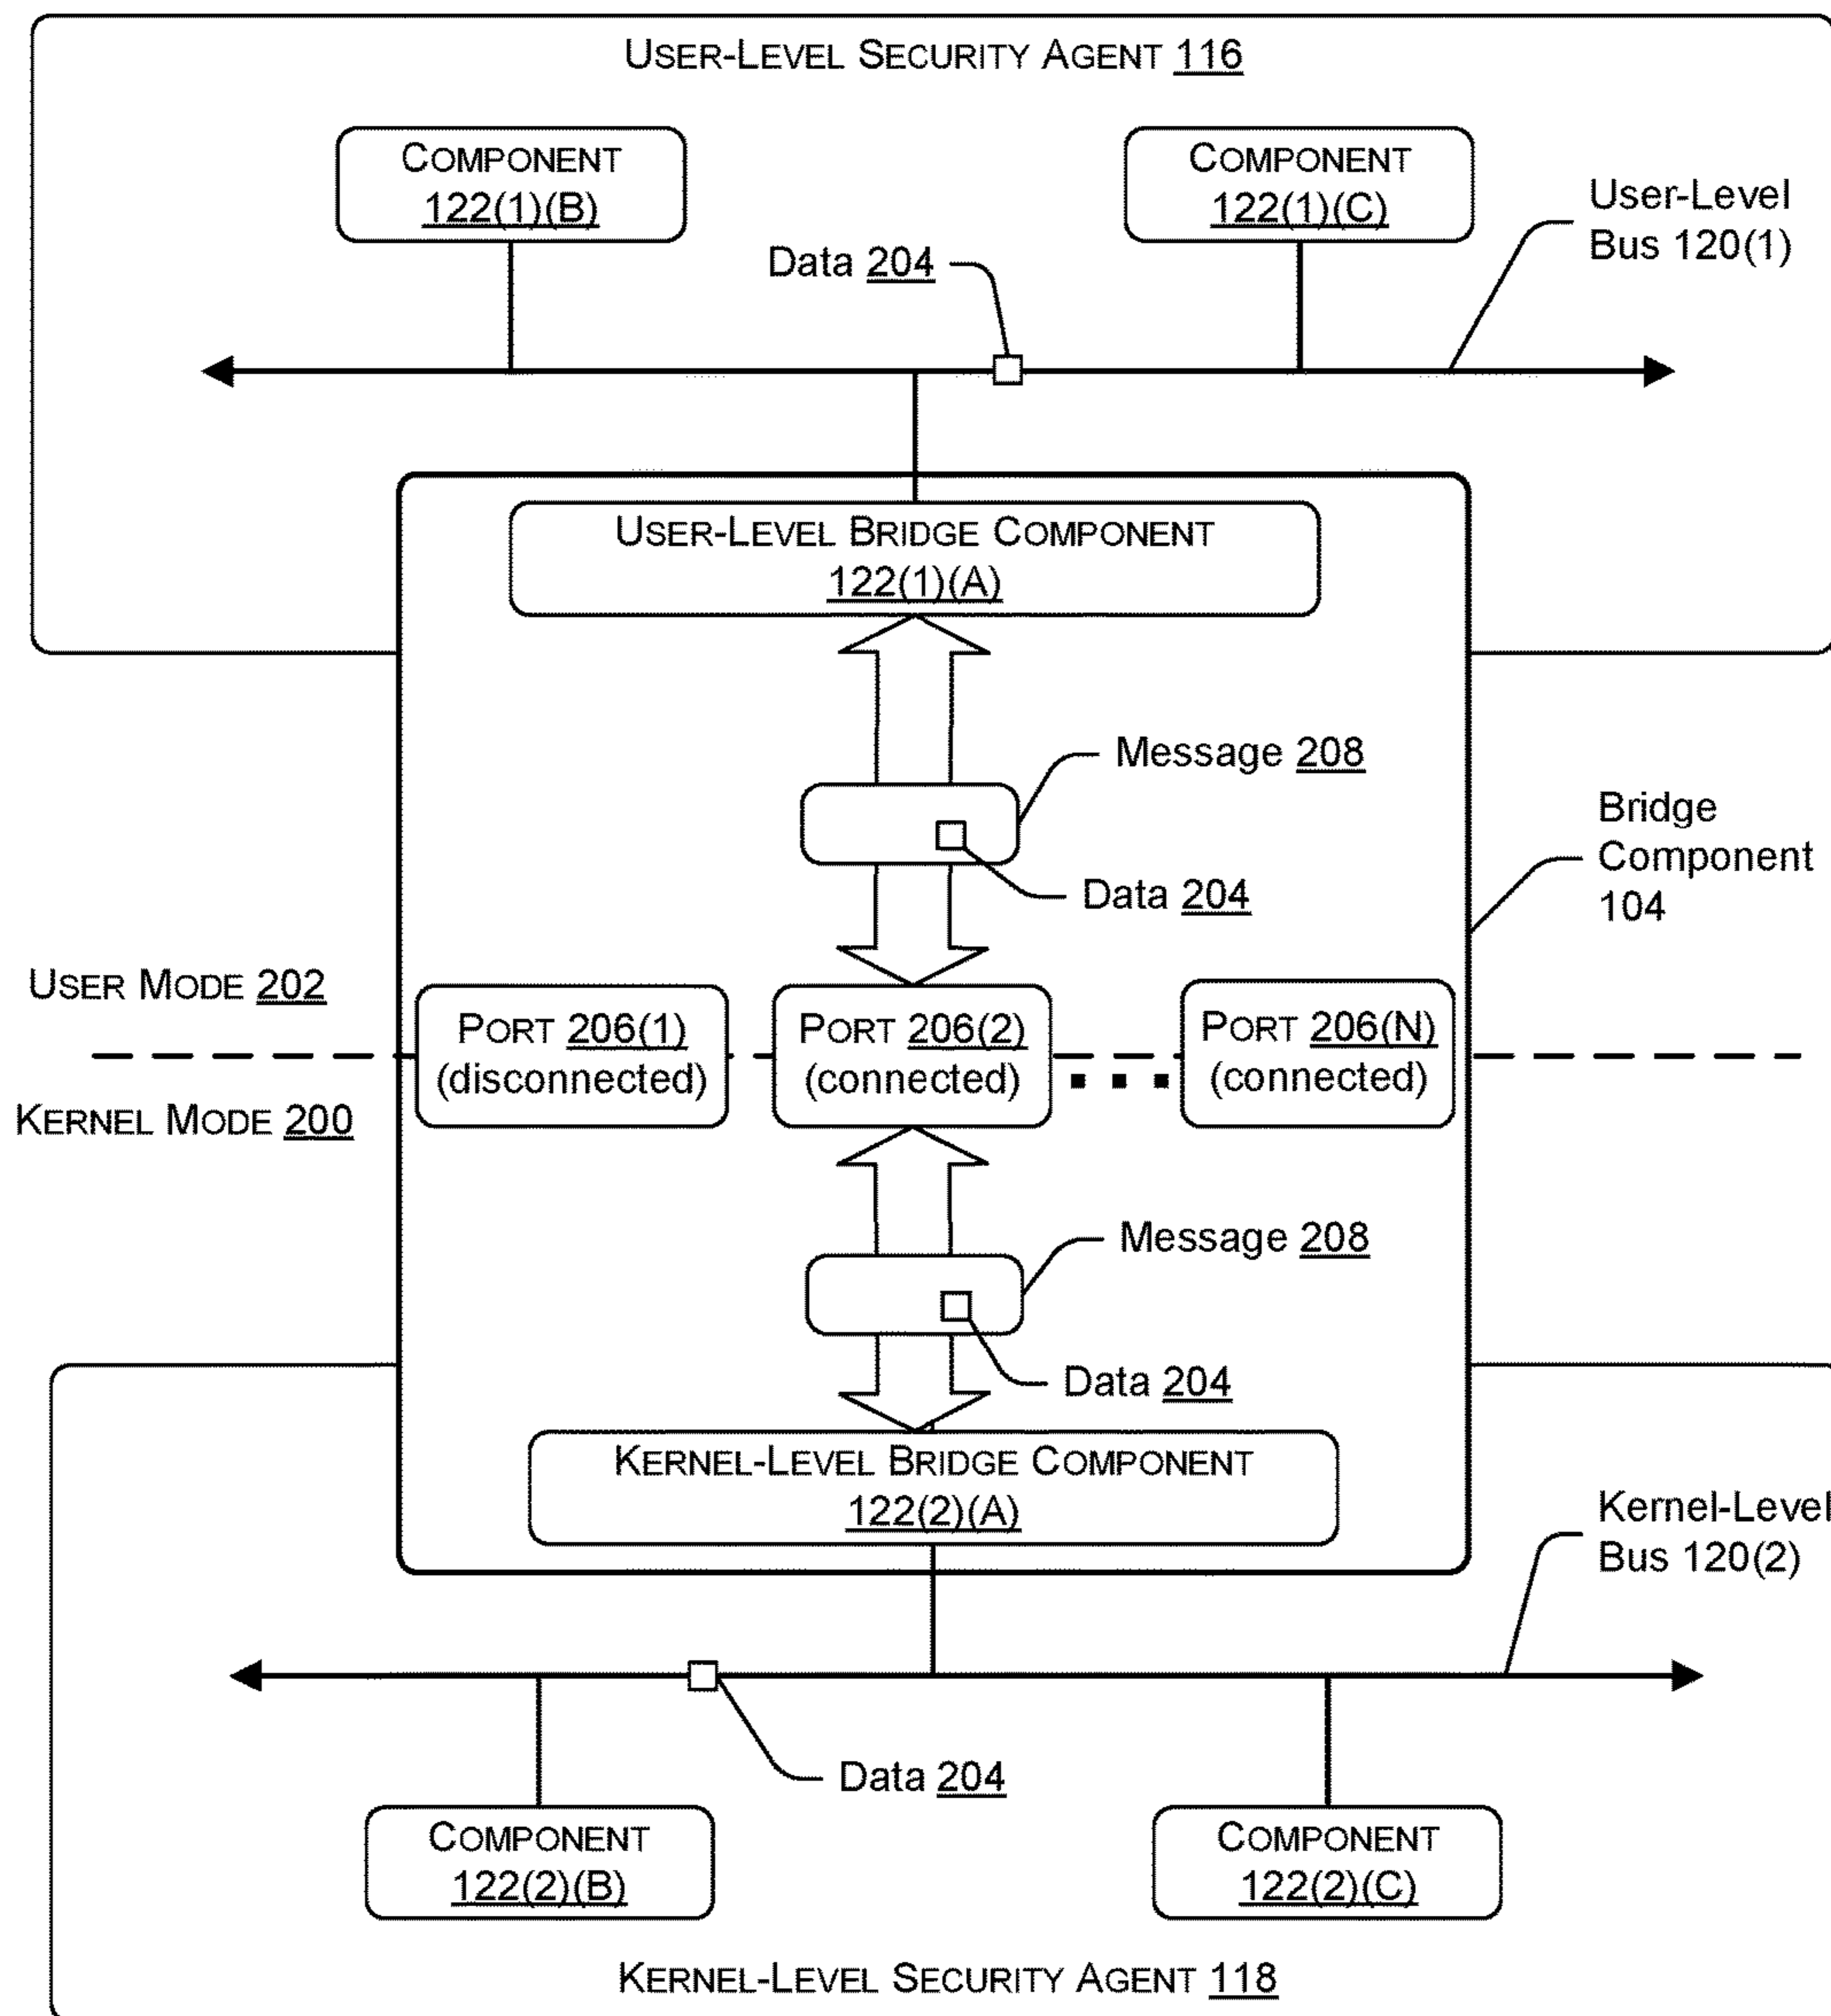 USER-LEVEL SECURITY AGENT 116
COMPONENT
122(1)(B)
COMPONENT
122(1)(C)
User-Level
Bus 120(1)
Data 204
USER-LEVEL BRIDGE COMPONENT
122(1)(A)
Message 208
Data 204
Bridge
Component
104
USER MODE 202
PORT 206(1)
(disconnected)
PORT 206(2)
(connected)
PORT 206(N)
(connected)
KERNEL MODE 200
Message 208
Data 204
KERNEL-LEVEL BRIDGE COMPONENT
122(2)(A)
Kernel-Level
Bus 120(2)
Data 204
COMPONENT
122(2)(B)
COMPONENT
122(2)(C)
KERNEL-LEVEL SECURITY AGENT 118